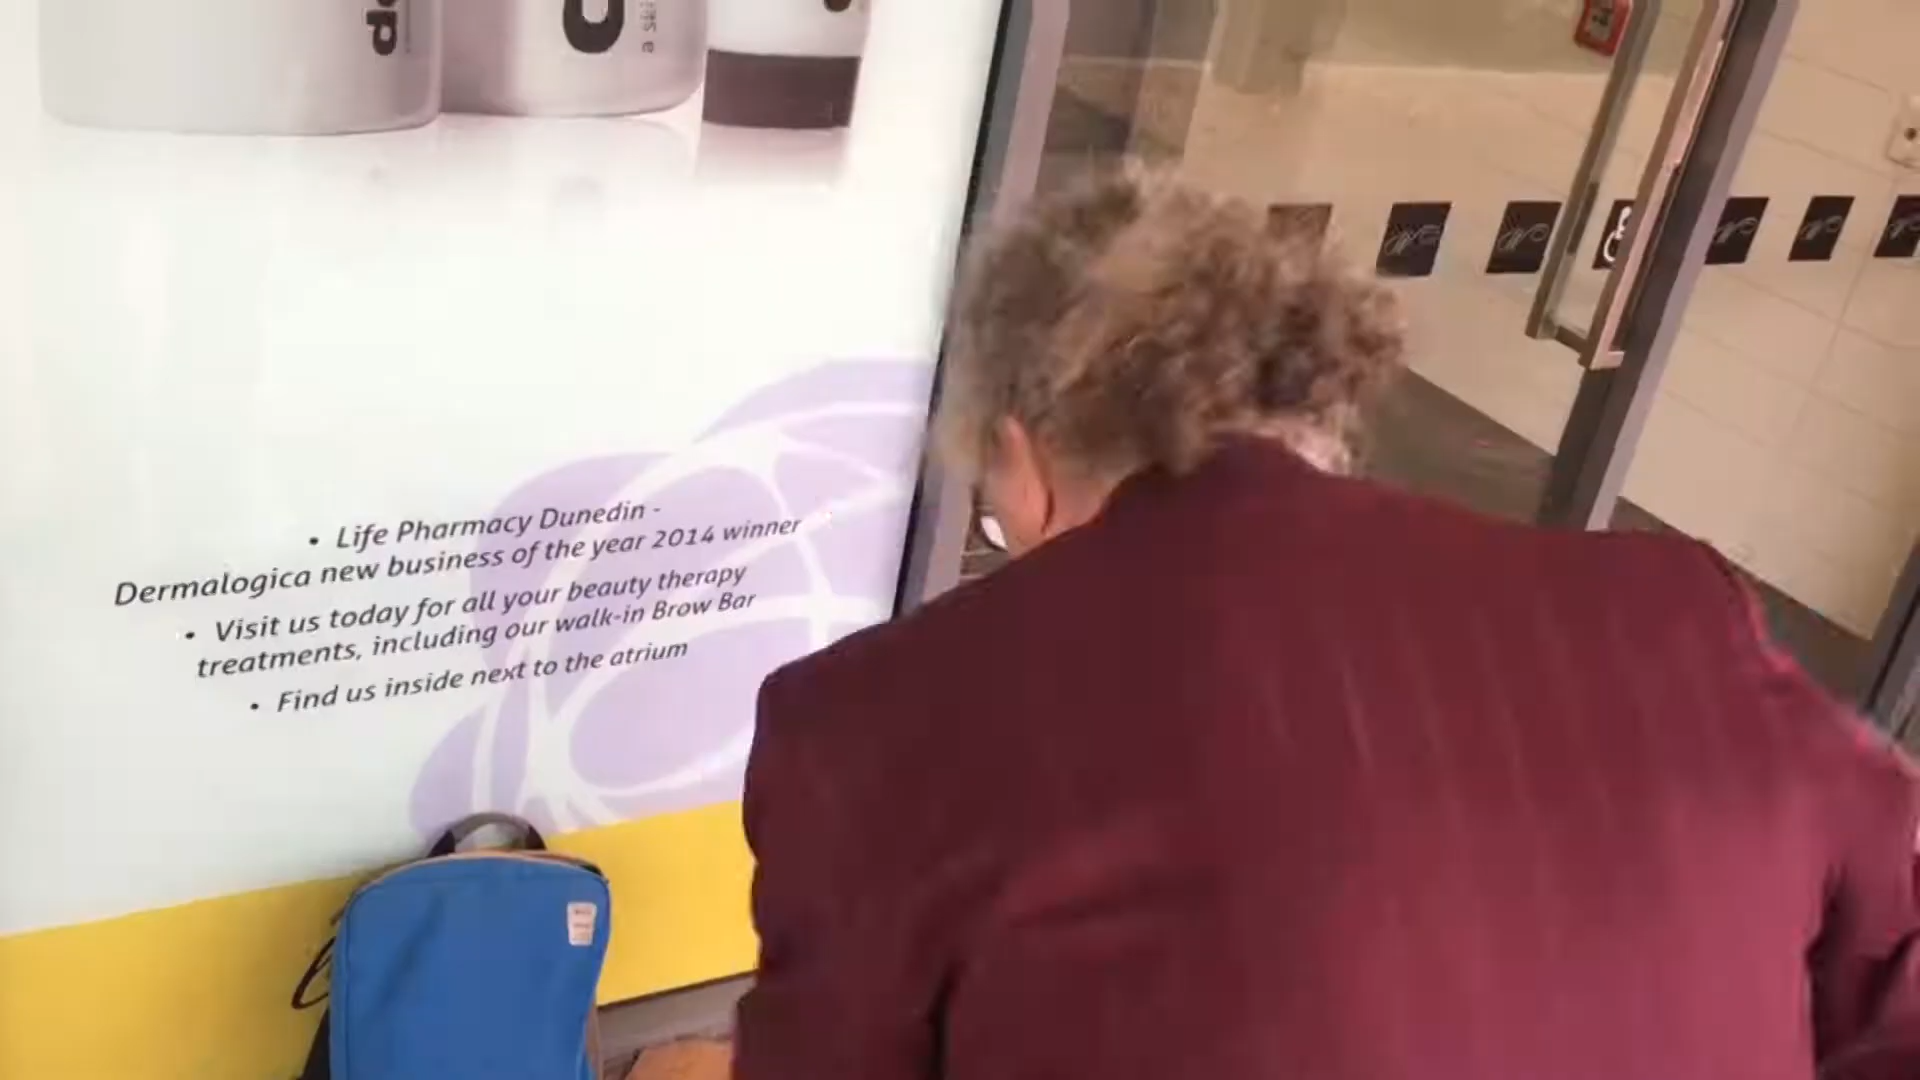 a ski
• Life Pharmacy Dunedin -
Dermalogica new business of the year 2014 winner
• Visit us today for all your beauty therapy
treatments, including our walk-in Brow Bar
• Find us inside next to the atrium